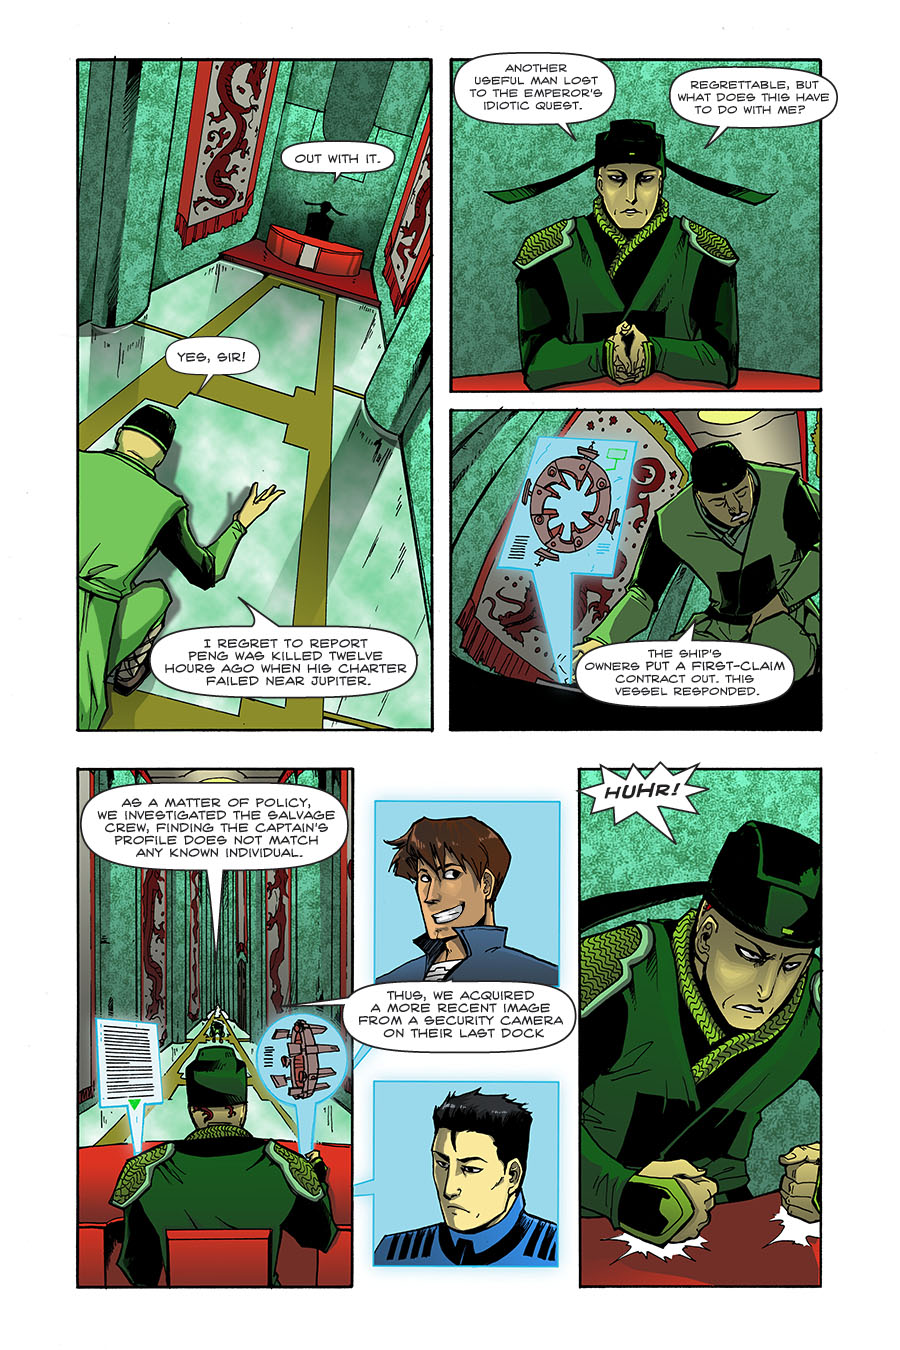 OUT WITH IT.
YES, SIR!
I REGRET TO REPORT
PENG WAS KILLED TWELVE
HOURS AGO WHEN HIS CHARTER
FAILED NEAR JUPITER.
ANOTHER
USEFUL MAN LOST
TO THE EMPEROR'S
IDIOTIC QUEST.
REGRETTABLE, BUT
WHAT DOES THIS HAVE
TO DO WITH ME?
THE SHIP'S
OWNERS PUT A FIRST-CLAIM
CONTRACT OUT. THIS
VESSEL RESPONDED.
AS A MATTER OF POLICY,
WE INVESTIGATED THE SALVAGE
CREW, FINDING THE CAPTAIN'S
PROFILE DOES NOT MATCH
ANY KNOWN INDIVIDUAL.
THUS, WE ACQUIRED
A MORE RECENT IMAGE
FROM A SECURITY CAMERA
ON THEIR LAST DOCK
HUHR!